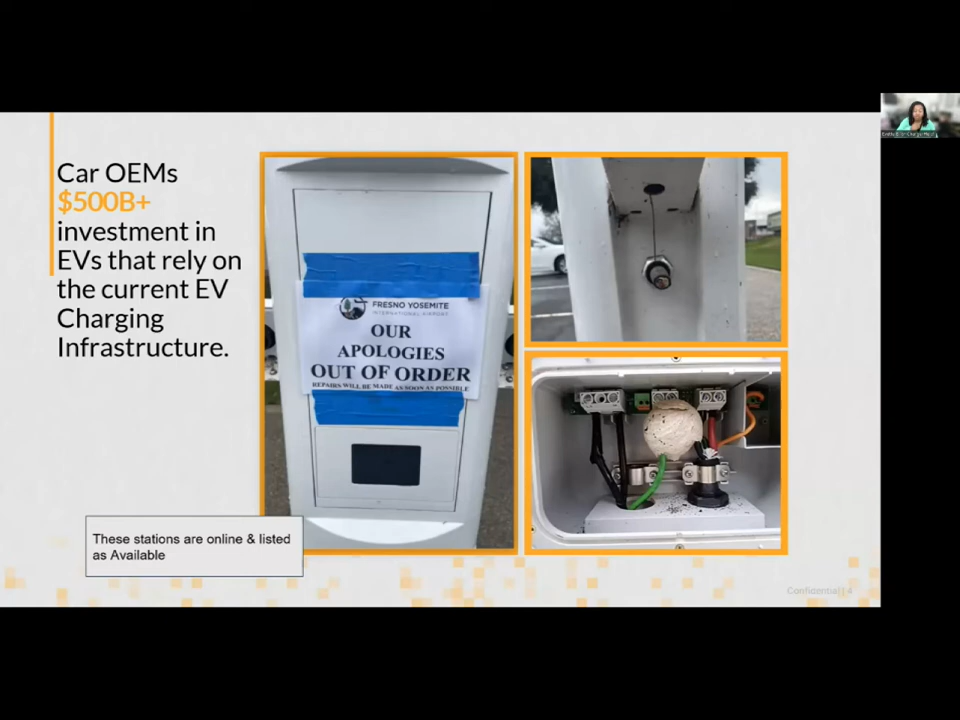 Car OEMs
$500B+
investment in
EVs that rely on
the current EV
Charging
Infrastructure.
FRESNO YOSEMITE
INTERNATIONAL AIRPORT
OUR
APOLOGIES
OUT OF ORDER
REPAIRS WILL BE MADE AS SOON AS POSSIBLE
These stations are online & listed
as Available
Confidential | 4